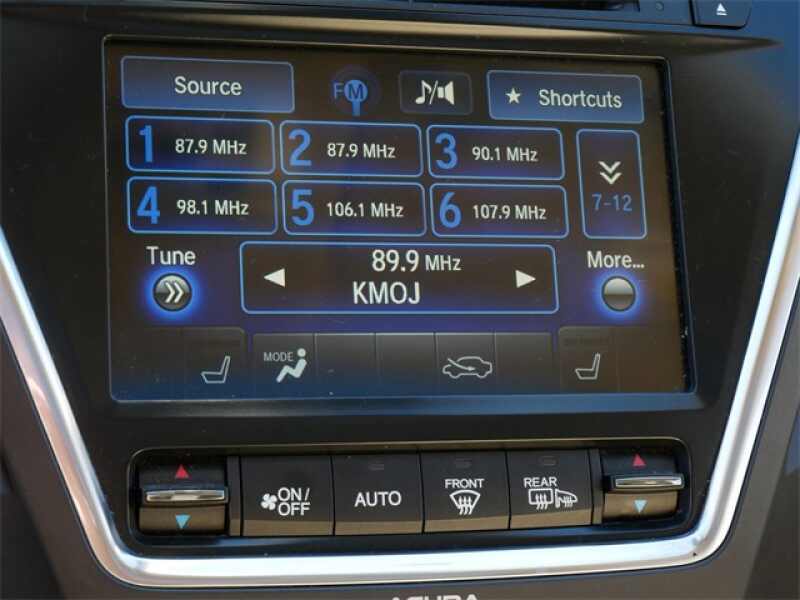 Source FM Shortcuts
1 87.9 MHz 2 87.9 MHz 3 90.1 MHz
4 98.1 MHz 5 106.1 MHz 6 107.9 MHz 7-12
Tune 89.9 MHz More...
KMOJ
MODE
ON/OFF AUTO FRONT REAR
ACURA